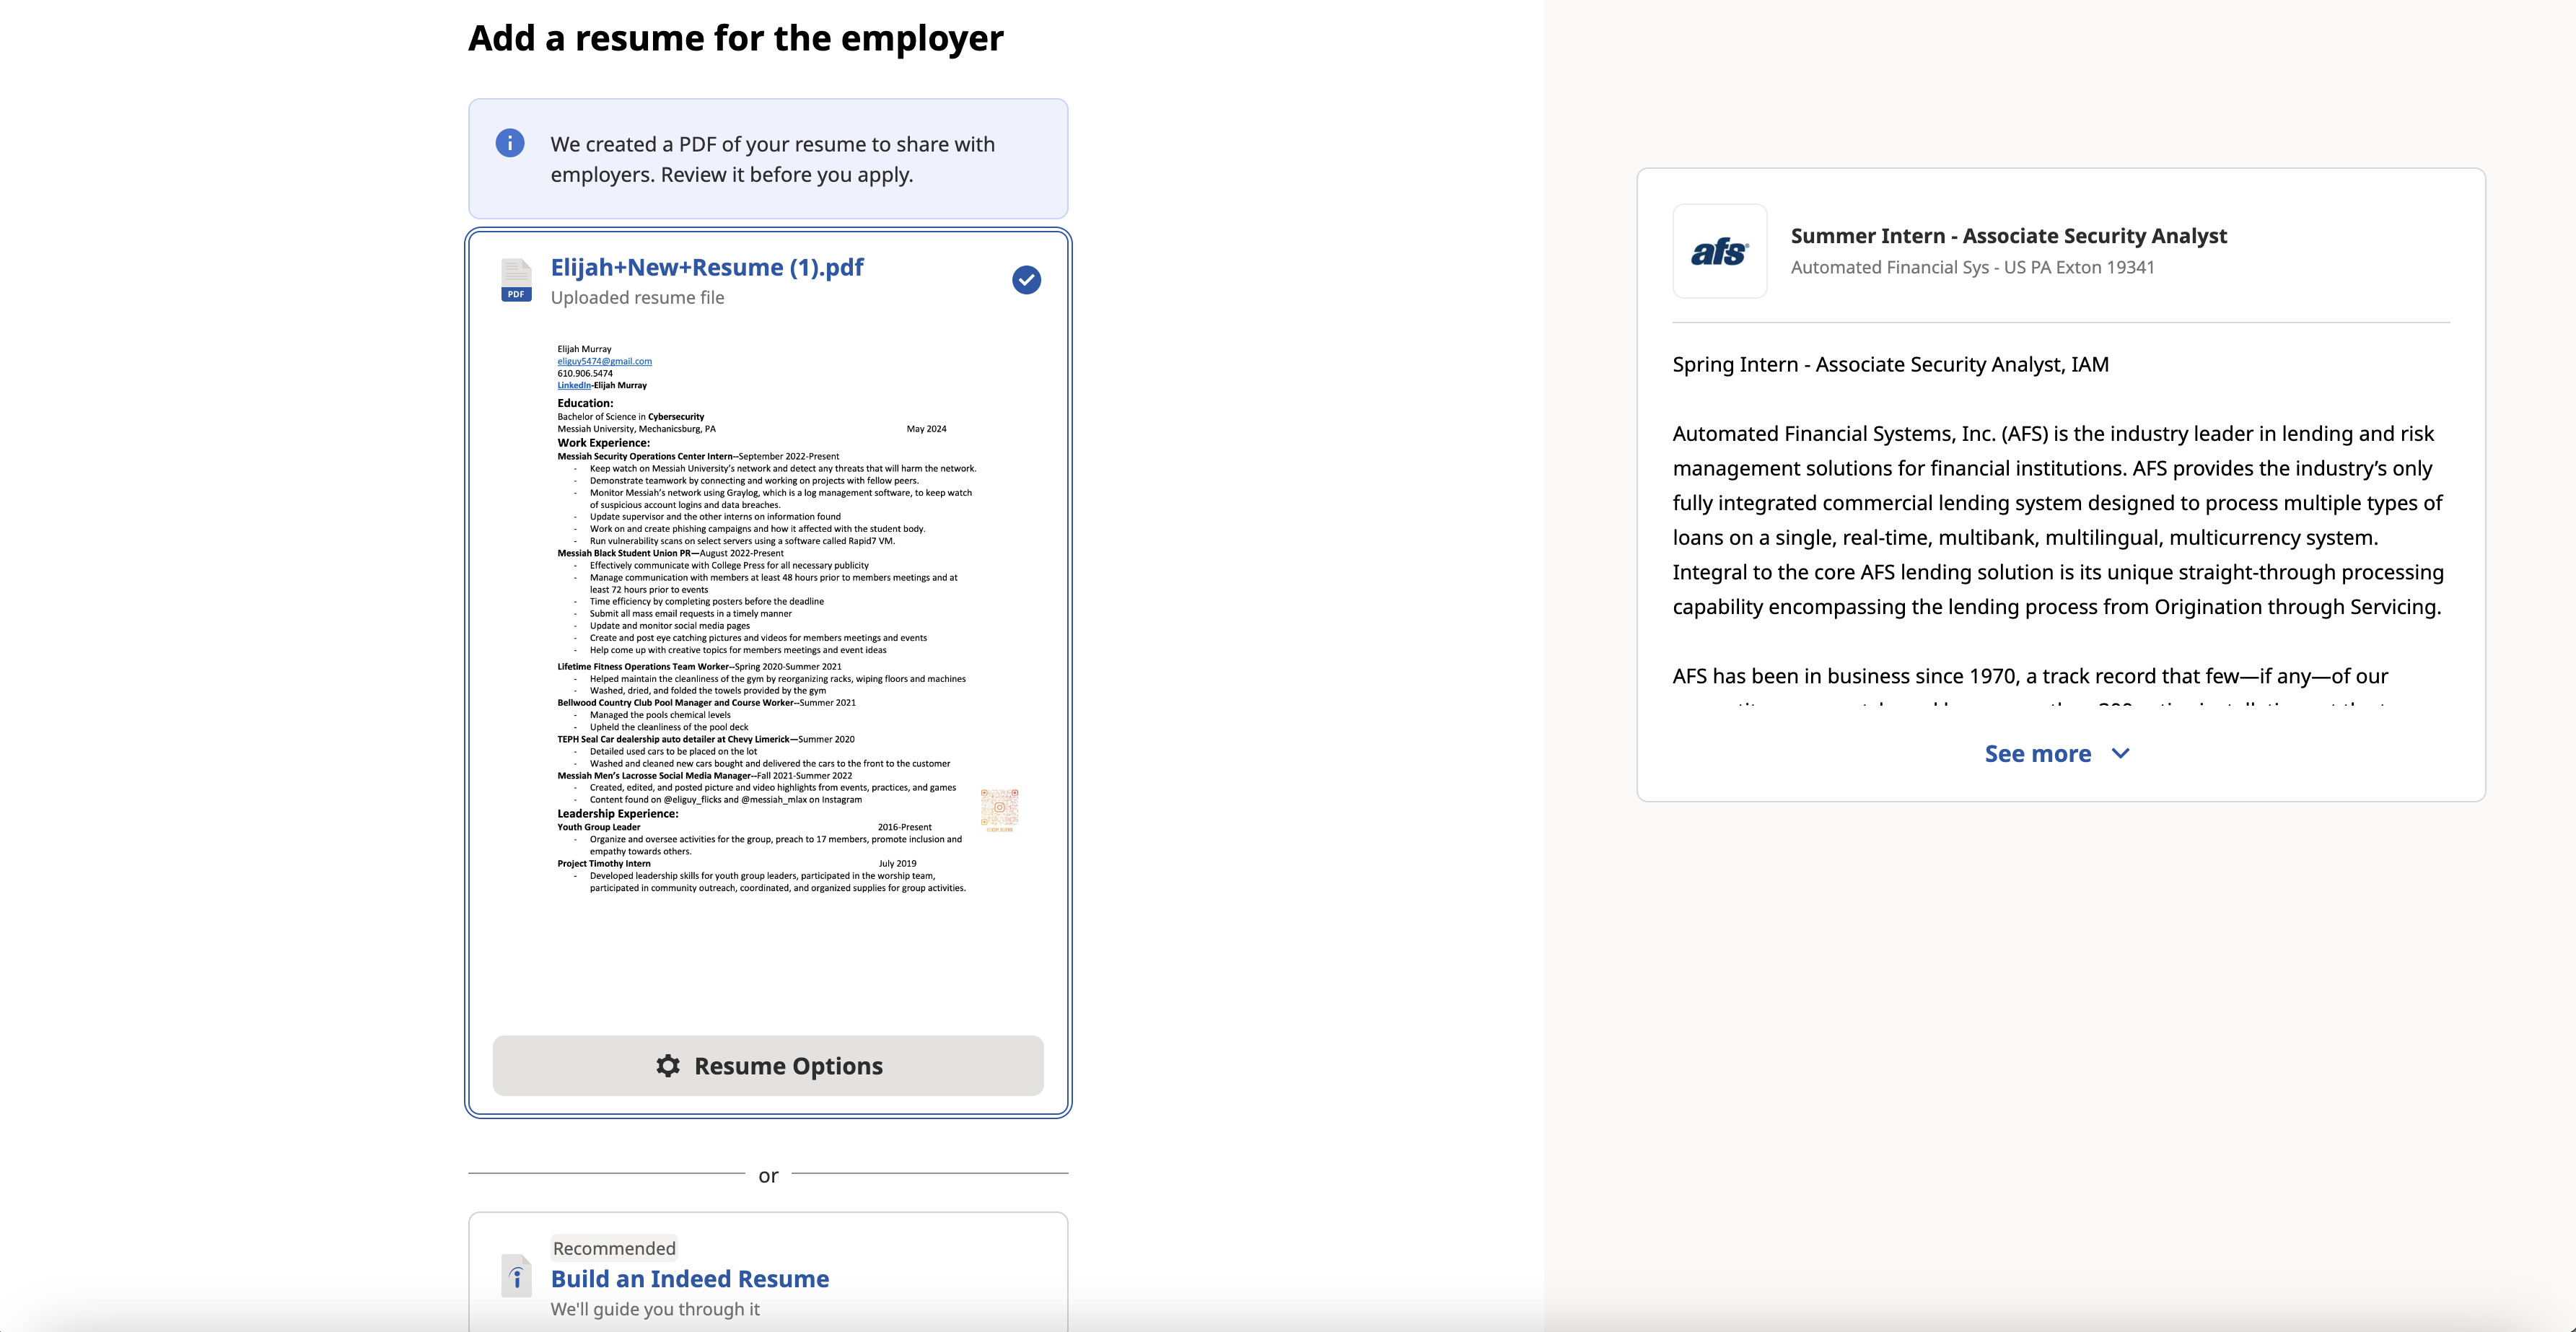 Add a resume for the employer
We created a PDF of your resume to share with
employers. Review it before you apply.
PDF
Elijah+New+Resume (1).pdf
Uploaded resume file
Elijah Murray
eliguy5474@gmail.com
610.906.5474
LinkedIn-Elijah Murray
Education:
Bachelor of Science in Cybersecurity
Messiah University, Mechanicsburg, PA May 2024
Work Experience:
Messiah Security Operations Center Intern--September 2022-Present
- Keep watch on Messiah University's network and detect any threats that will harm the network.
- Demonstrate teamwork by connecting and working on projects with fellow peers.
- Monitor Messiah's network using Graylog, which is a log management software, to keep watch
of suspicious account logins and data breaches.
- Update supervisor and the other interns on information found
- Work on and create phishing campaigns and how it affected with the student body.
- Run vulnerability scans on select servers using a software called Rapid7 VM.
Messiah Black Student Union PR—August 2022-Present
- Effectively communicate with College Press for all necessary publicity
- Manage communication with members at least 48 hours prior to members meetings and at
least 72 hours prior to events
- Time efficiency by completing posters before the deadline
- Submit all mass email requests in a timely manner
- Update and monitor social media pages
- Create and post eye catching pictures and videos for members meetings and events
- Help come up with creative topics for members meetings and event ideas
Lifetime Fitness Operations Team Worker--Spring 2020-Summer 2021
- Helped maintain the cleanliness of the gym by reorganizing racks, wiping floors and machines
- Washed, dried, and folded the towels provided by the gym
Bellwood Country Club Pool Manager and Course Worker--Summer 2021
- Managed the pools chemical levels
- Upheld the cleanliness of the pool deck
TEPH Seal Car dealership auto detailer at Chevy Limerick—Summer 2020
- Detailed used cars to be placed on the lot
- Washed and cleaned new cars bought and delivered the cars to the front to the customer
Messiah Men's Lacrosse Social Media Manager--Fall 2021-Summer 2022
- Created, edited, and posted picture and video highlights from events, practices, and games
- Content found on @eliguy_flicks and @messiah_mlax on Instagram
Leadership Experience:
Youth Group Leader 2016-Present
- Organize and oversee activities for the group, preach to 17 members, promote inclusion and
empathy towards others.
Project Timothy Intern July 2019
- Developed leadership skills for youth group leaders, participated in the worship team,
participated in community outreach, coordinated, and organized supplies for group activities.
Resume Options
or
Recommended
Build an Indeed Resume
We'll guide you through it
afs
Summer Intern - Associate Security Analyst
Automated Financial Sys - US PA Exton 19341
Spring Intern - Associate Security Analyst, IAM
Automated Financial Systems, Inc. (AFS) is the industry leader in lending and risk
management solutions for financial institutions. AFS provides the industry's only
fully integrated commercial lending system designed to process multiple types of
loans on a single, real-time, multibank, multilingual, multicurrency system.
Integral to the core AFS lending solution is its unique straight-through processing
capability encompassing the lending process from Origination through Servicing.
AFS has been in business since 1970, a track record that few—if any—of our
See more